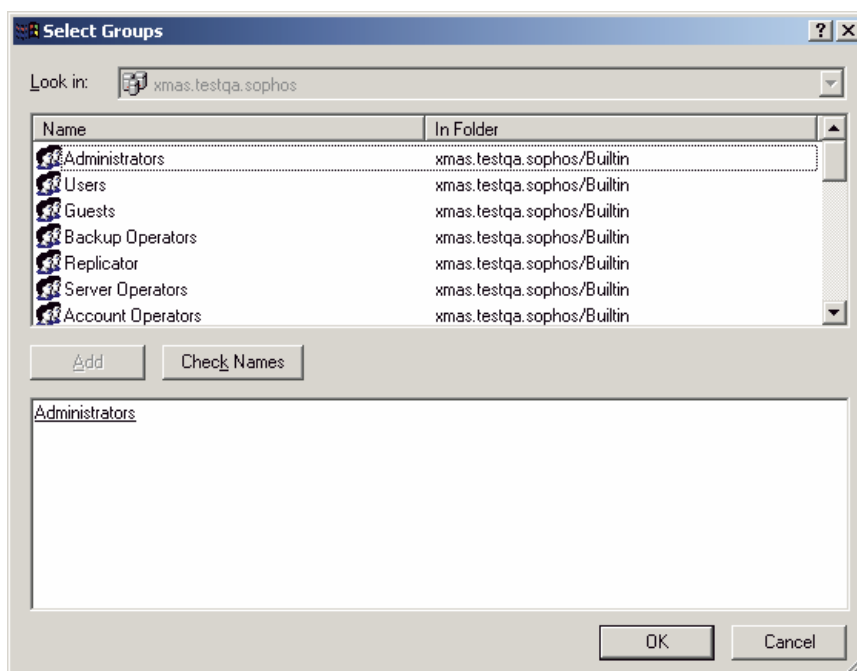 Select Groups
Look in: xmas.testqa.sophos
Name In Folder
Administrators xmas.testqa.sophos/Builtin
Users xmas.testqa.sophos/Builtin
Guests xmas.testqa.sophos/Builtin
Backup Operators xmas.testqa.sophos/Builtin
Replicator xmas.testqa.sophos/Builtin
Server Operators xmas.testqa.sophos/Builtin
Account Operators xmas.testqa.sophos/Builtin
Add Check Names
Administrators
OK Cancel